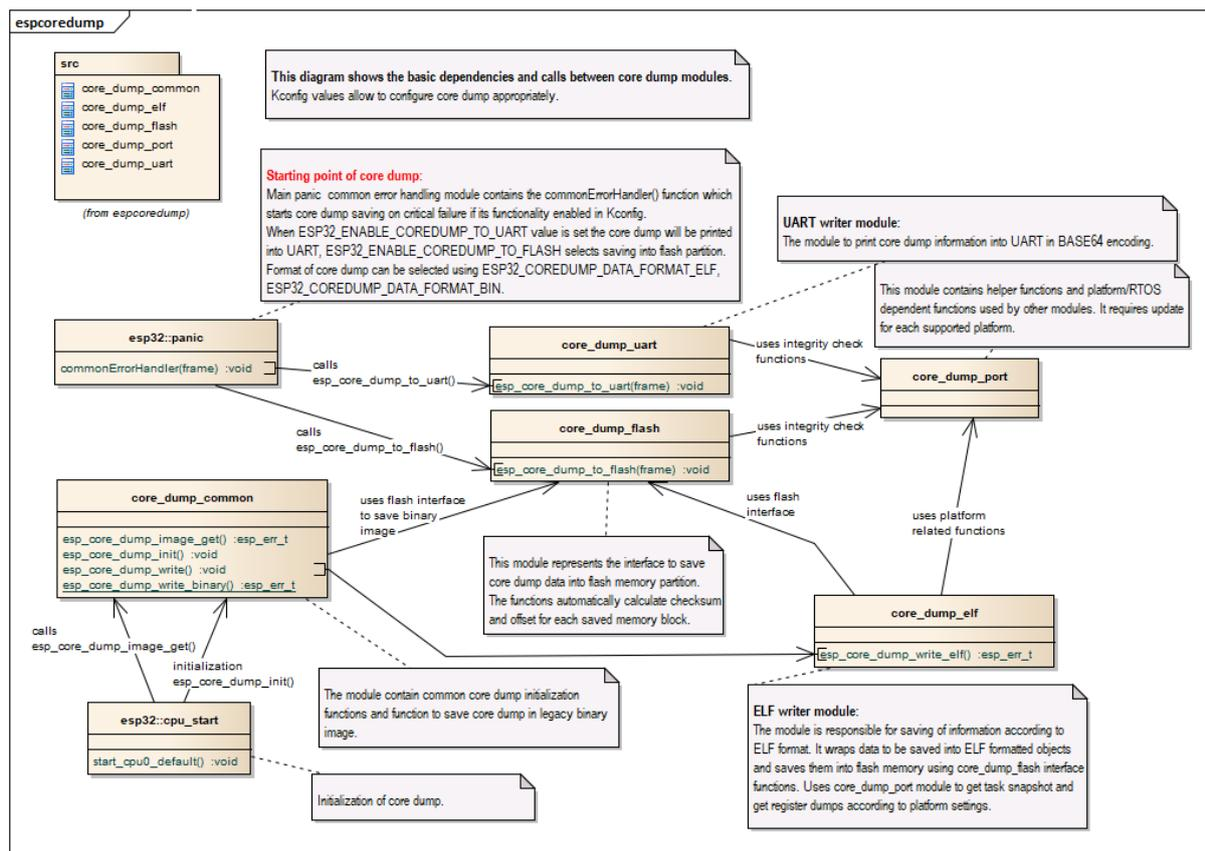 espcoredump
src
core_dump_common
core_dump_elf
core_dump_flash
core_dump_port
core_dump_uart
(from espcoredump)
This diagram shows the basic dependencies and calls between core dump modules.
Kconfig values allow to configure core dump appropriately.
Starting point of core dump:
Main panic common error handling module contains the commonErrorHandler() function which
starts core dump saving on critical failure if its functionality enabled in Kconfig.
When ESP32_ENABLE_COREDUMP_TO_UART value is set the core dump will be printed
into UART, ESP32_ENABLE_COREDUMP_TO_FLASH selects saving into flash partition.
Format of core dump can be selected using ESP32_COREDUMP_DATA_FORMAT_ELF,
ESP32_COREDUMP_DATA_FORMAT_BIN.
UART writer module:
The module to print core dump information into UART in BASE64 encoding.
This module contains helper functions and platform/RTOS
dependent functions used by other modules. It requires update
for each supported platform.
esp32::panic
commonErrorHandler(frame) :void
calls
esp_core_dump_to_uart()
core_dump_uart
esp_core_dump_to_uart(frame) :void
uses integrity check
functions
core_dump_port
calls
esp_core_dump_to_flash()
core_dump_flash
esp_core_dump_to_flash(frame) :void
uses integrity check
functions
core_dump_common
esp_core_dump_image_get() :esp_err_t
esp_core_dump_init() :void
esp_core_dump_write() :void
esp_core_dump_write_binary() :esp_err_t
uses flash interface
to save binary
image
uses flash
interface
uses platform
related functions
This module represents the interface to save
core dump data into flash memory partition.
The functions automatically calculate checksum
and offset for each saved memory block.
core_dump_elf
esp_core_dump_write_elf() :esp_err_t
calls
esp_core_dump_image_get()
initialization
esp_core_dump_init()
The module contain common core dump initialization
functions and function to save core dump in legacy binary
image.
esp32::cpu_start
start_cpu0_default() :void
Initialization of core dump.
ELF writer module:
The module is responsible for saving of information according to
ELF format. It wraps data to be saved into ELF formatted objects
and saves them into flash memory using core_dump_flash interface
functions. Uses core_dump_port module to get task snapshot and
get register dumps according to platform settings.